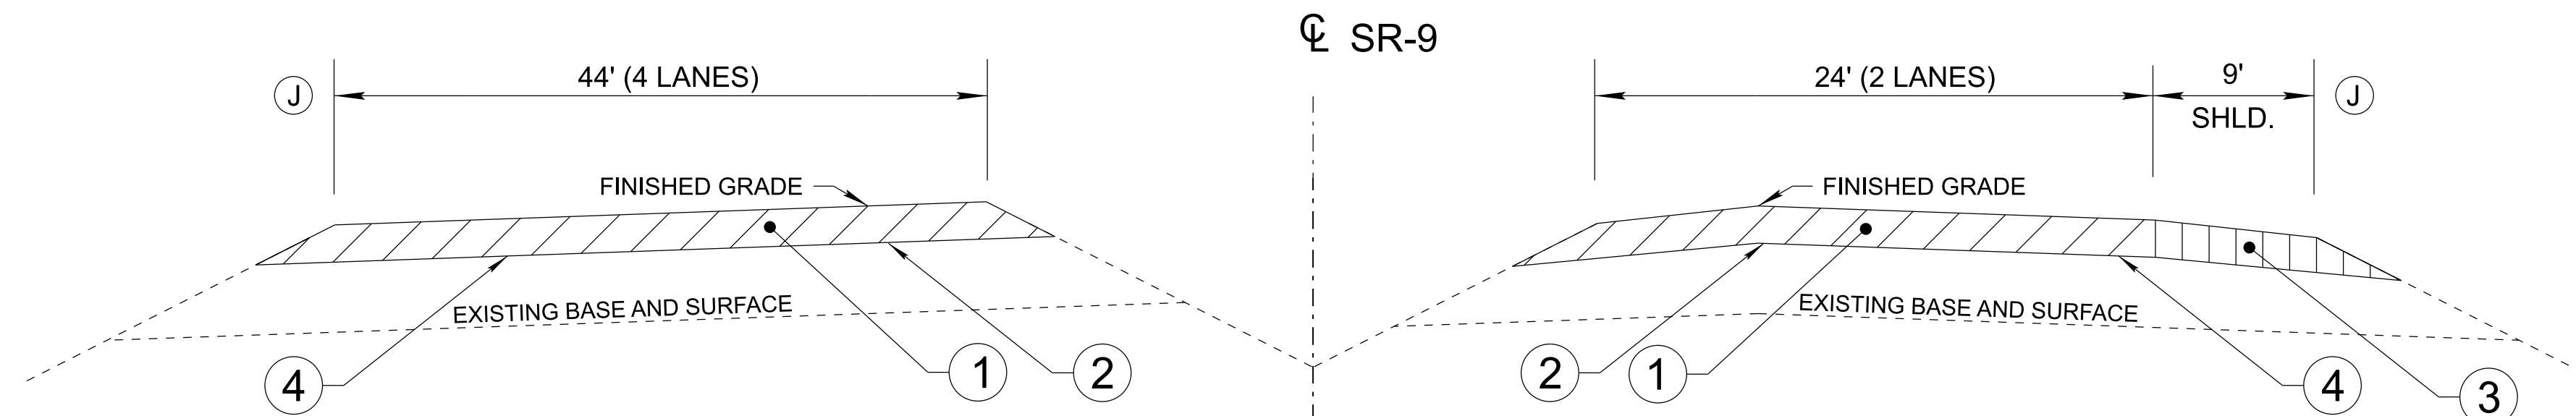 ℄ SR-9
J
44' (4 LANES)
24' (2 LANES)
9'
SHLD.
J
FINISHED GRADE
FINISHED GRADE
EXISTING BASE AND SURFACE
EXISTING BASE AND SURFACE
4
1
2
2
1
4
3